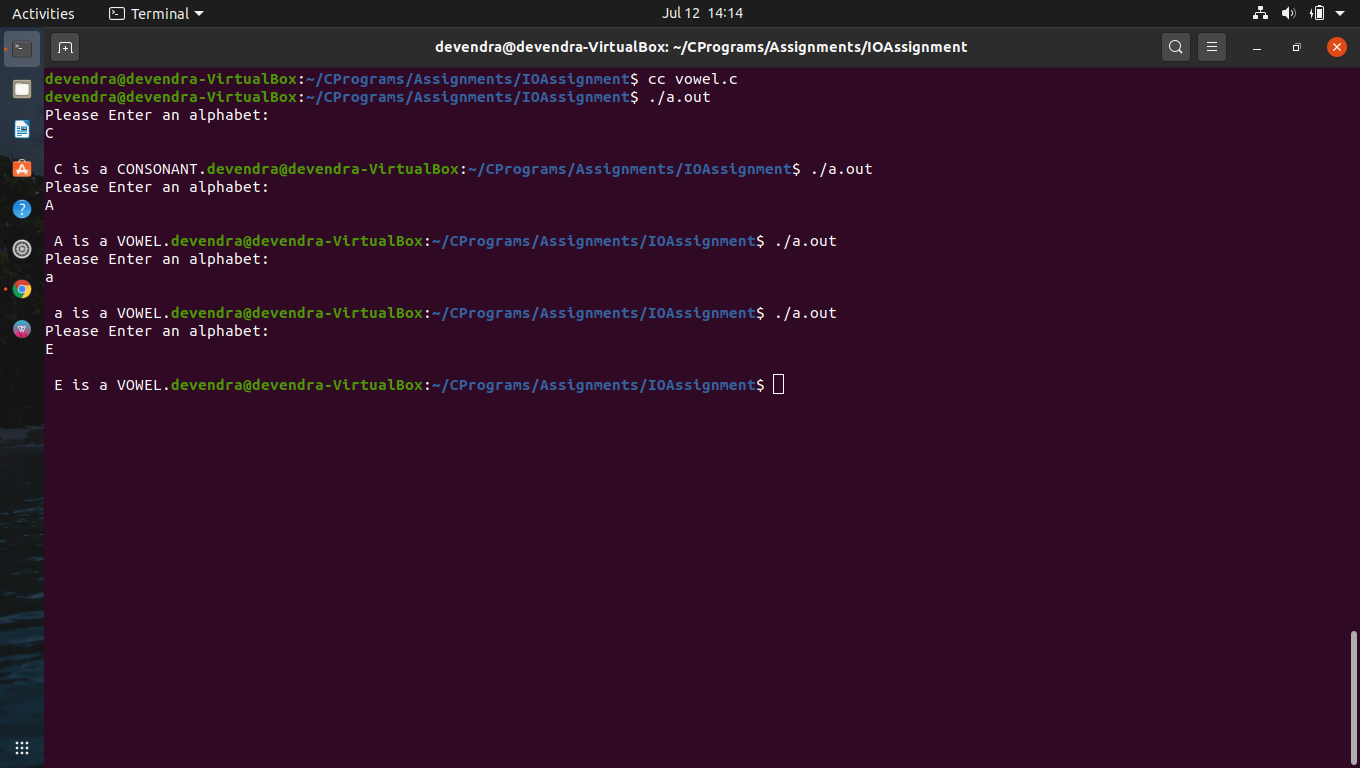 Activities Terminal Jul 12 14:14
devendra@devendra-VirtualBox: ~/CPrograms/Assignments/IOAssignment
devendra@devendra-VirtualBox:~/CPrograms/Assignments/IOAssignment$ cc vowel.c
devendra@devendra-VirtualBox:~/CPrograms/Assignments/IOAssignment$ ./a.out
Please Enter an alphabet:
C
C is a CONSONANT.devendra@devendra-VirtualBox:~/CPrograms/Assignments/IOAssignment$ ./a.out
Please Enter an alphabet:
A
A is a VOWEL.devendra@devendra-VirtualBox:~/CPrograms/Assignments/IOAssignment$ ./a.out
Please Enter an alphabet:
a
a is a VOWEL.devendra@devendra-VirtualBox:~/CPrograms/Assignments/IOAssignment$ ./a.out
Please Enter an alphabet:
E
E is a VOWEL.devendra@devendra-VirtualBox:~/CPrograms/Assignments/IOAssignment$